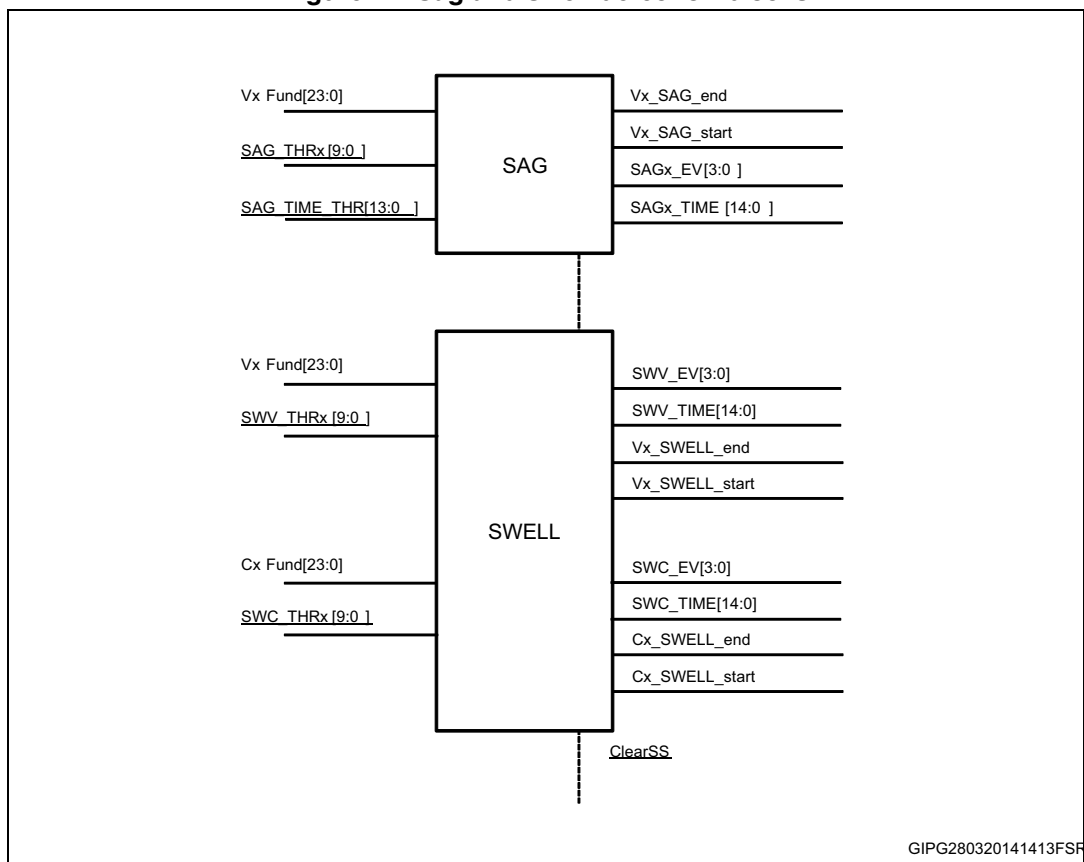 Vx Fund[23:0]
SAG_THRx [9:0 ]
SAG_TIME_THR[13:0 ]
SAG
Vx_SAG_end
Vx_SAG_start
SAGx_EV[3:0 ]
SAGx_TIME [14:0 ]
Vx Fund[23:0]
SWV_THRx [9:0 ]
Cx Fund[23:0]
SWC_THRx [9:0 ]
SWELL
SWV_EV[3:0]
SWV_TIME[14:0]
Vx_SWELL_end
Vx_SWELL_start
SWC_EV[3:0]
SWC_TIME[14:0]
Cx_SWELL_end
Cx_SWELL_start
ClearSS
GIPG280320141413FSR